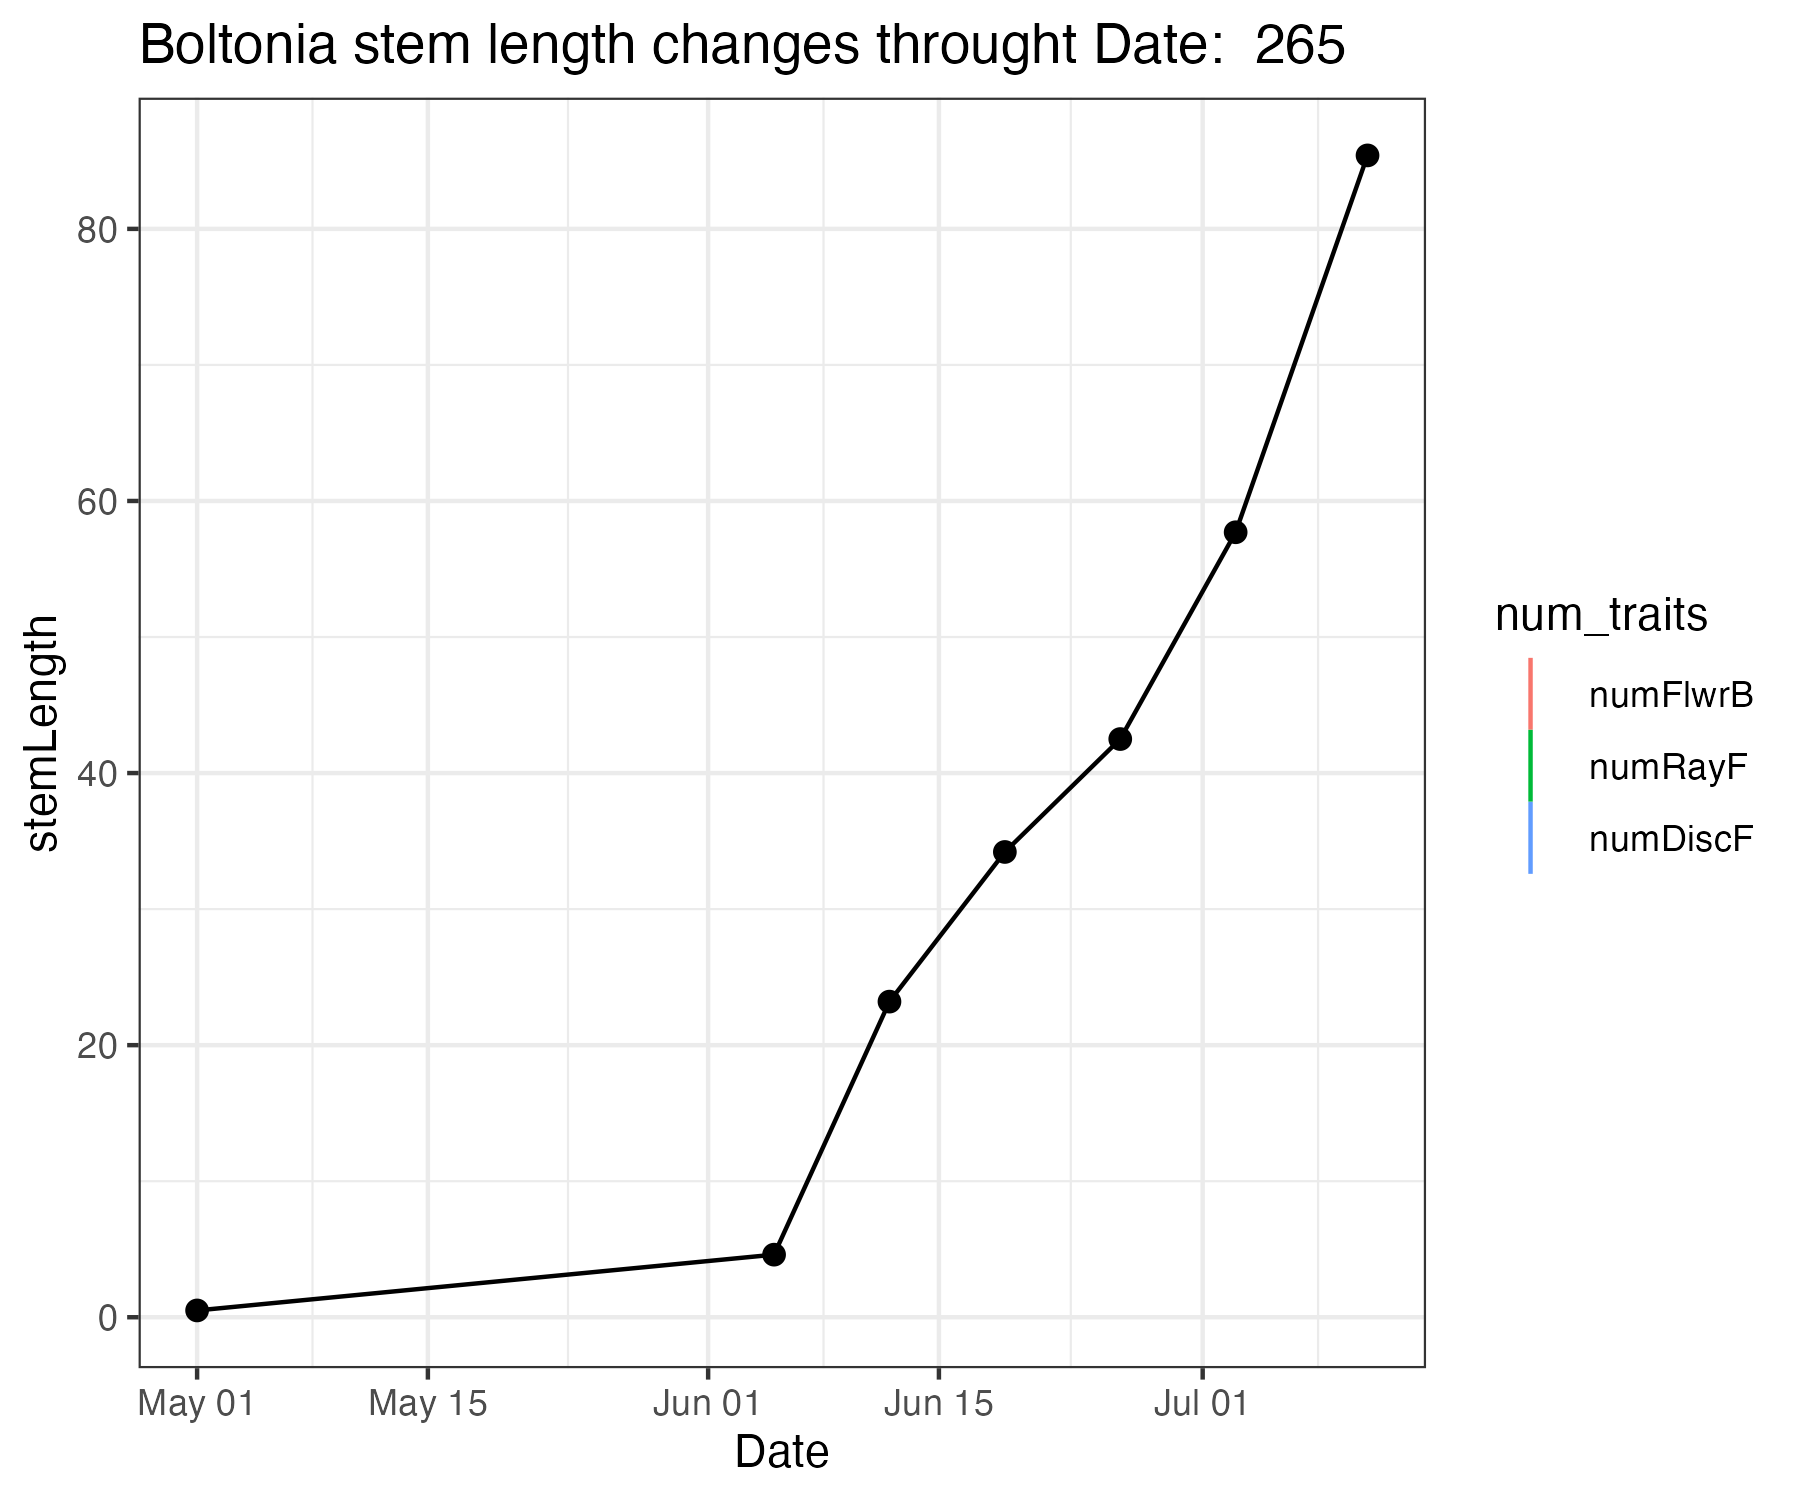 Boltonia stem length changes throught Date:  265
stemLength
80
60
40
20
0
May 01
May 15
Jun 01
Jun 15
Jul 01
Date
num_traits
numFlwrB
numRayF
numDiscF